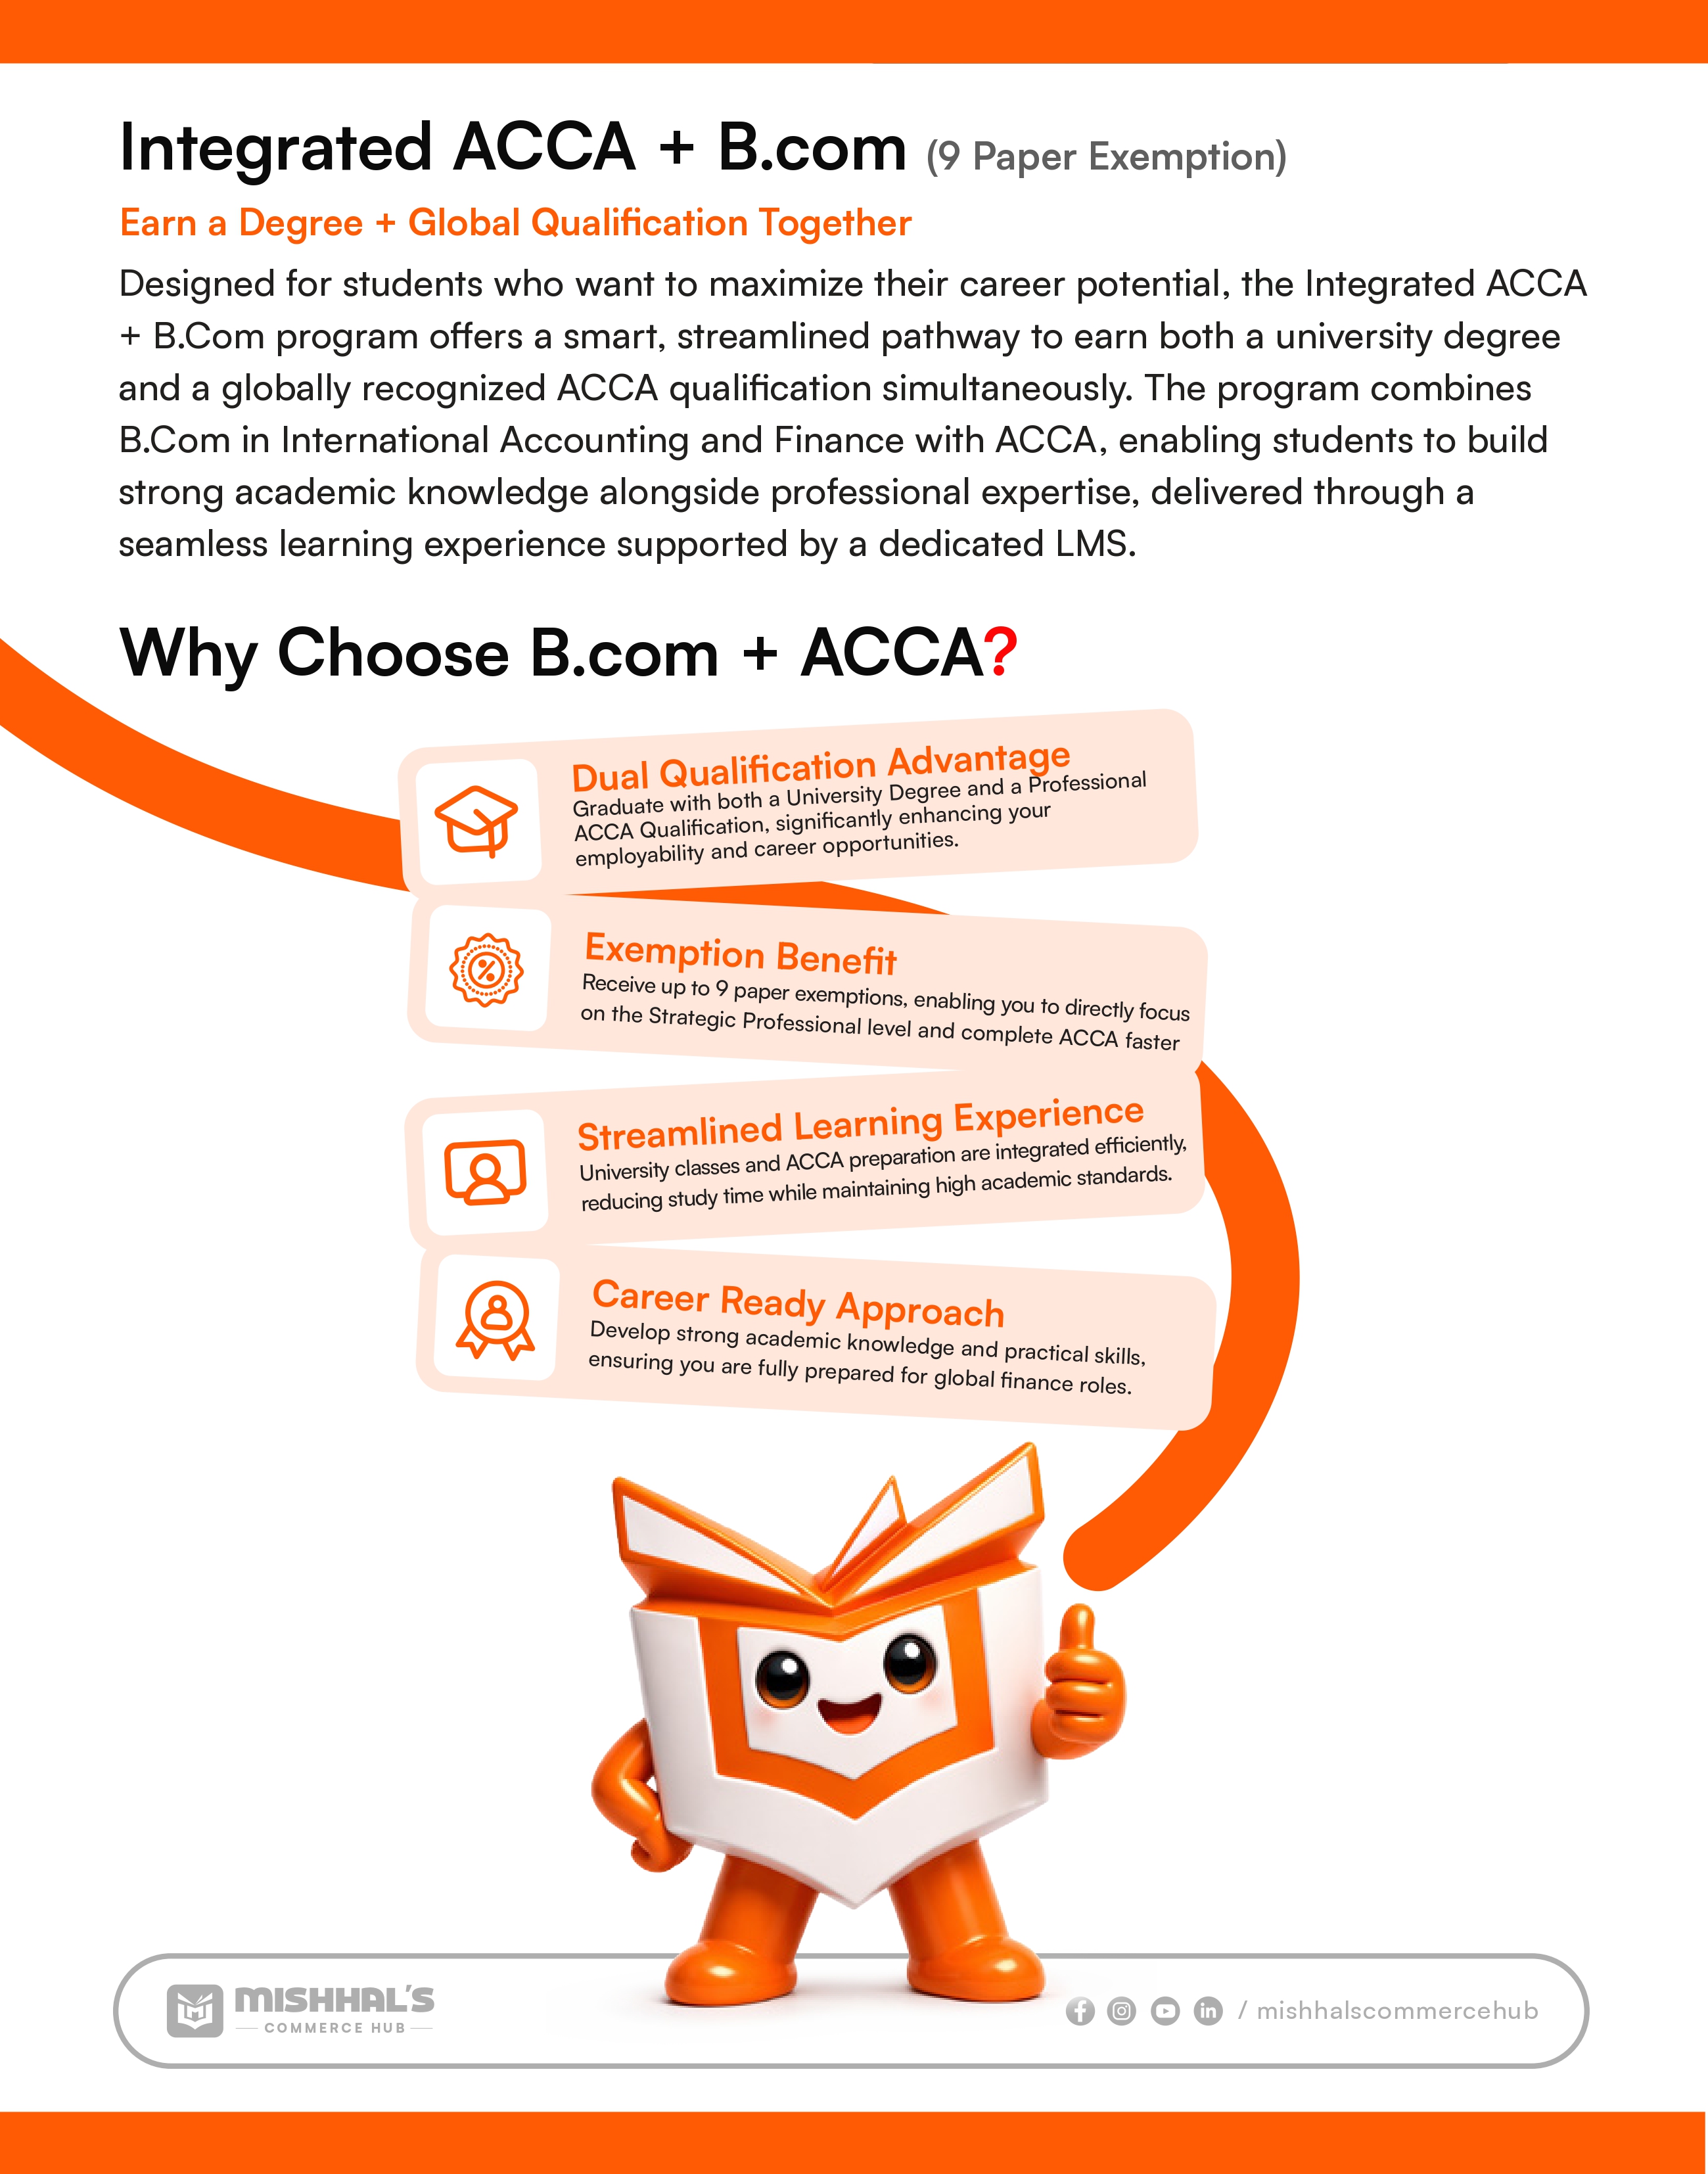 Integrated ACCA + B.com (9 Paper Exemption)
Earn a Degree + Global Qualification Together
Designed for students who want to maximize their career potential, the Integrated ACCA
+ B.Com program offers a smart, streamlined pathway to earn both a university degree
and a globally recognized ACCA qualification simultaneously. The program combines
B.Com in International Accounting and Finance with ACCA, enabling students to build
strong academic knowledge alongside professional expertise, delivered through a
seamless learning experience supported by a dedicated LMS.
Why Choose B.com + ACCA?
Dual Qualification Advantage
Graduate with both a University Degree and a Professional
ACCA Qualification, significantly enhancing your
employability and career opportunities.
Exemption Benefit
Receive up to 9 paper exemptions, enabling you to directly focus
on the Strategic Professional level and complete ACCA faster
Streamlined Learning Experience
University classes and ACCA preparation are integrated efficiently,
reducing study time while maintaining high academic standards.
Career Ready Approach
Develop strong academic knowledge and practical skills,
ensuring you are fully prepared for global finance roles.
MISHHAL'S
COMMERCE HUB
/ mishhalscommercehub